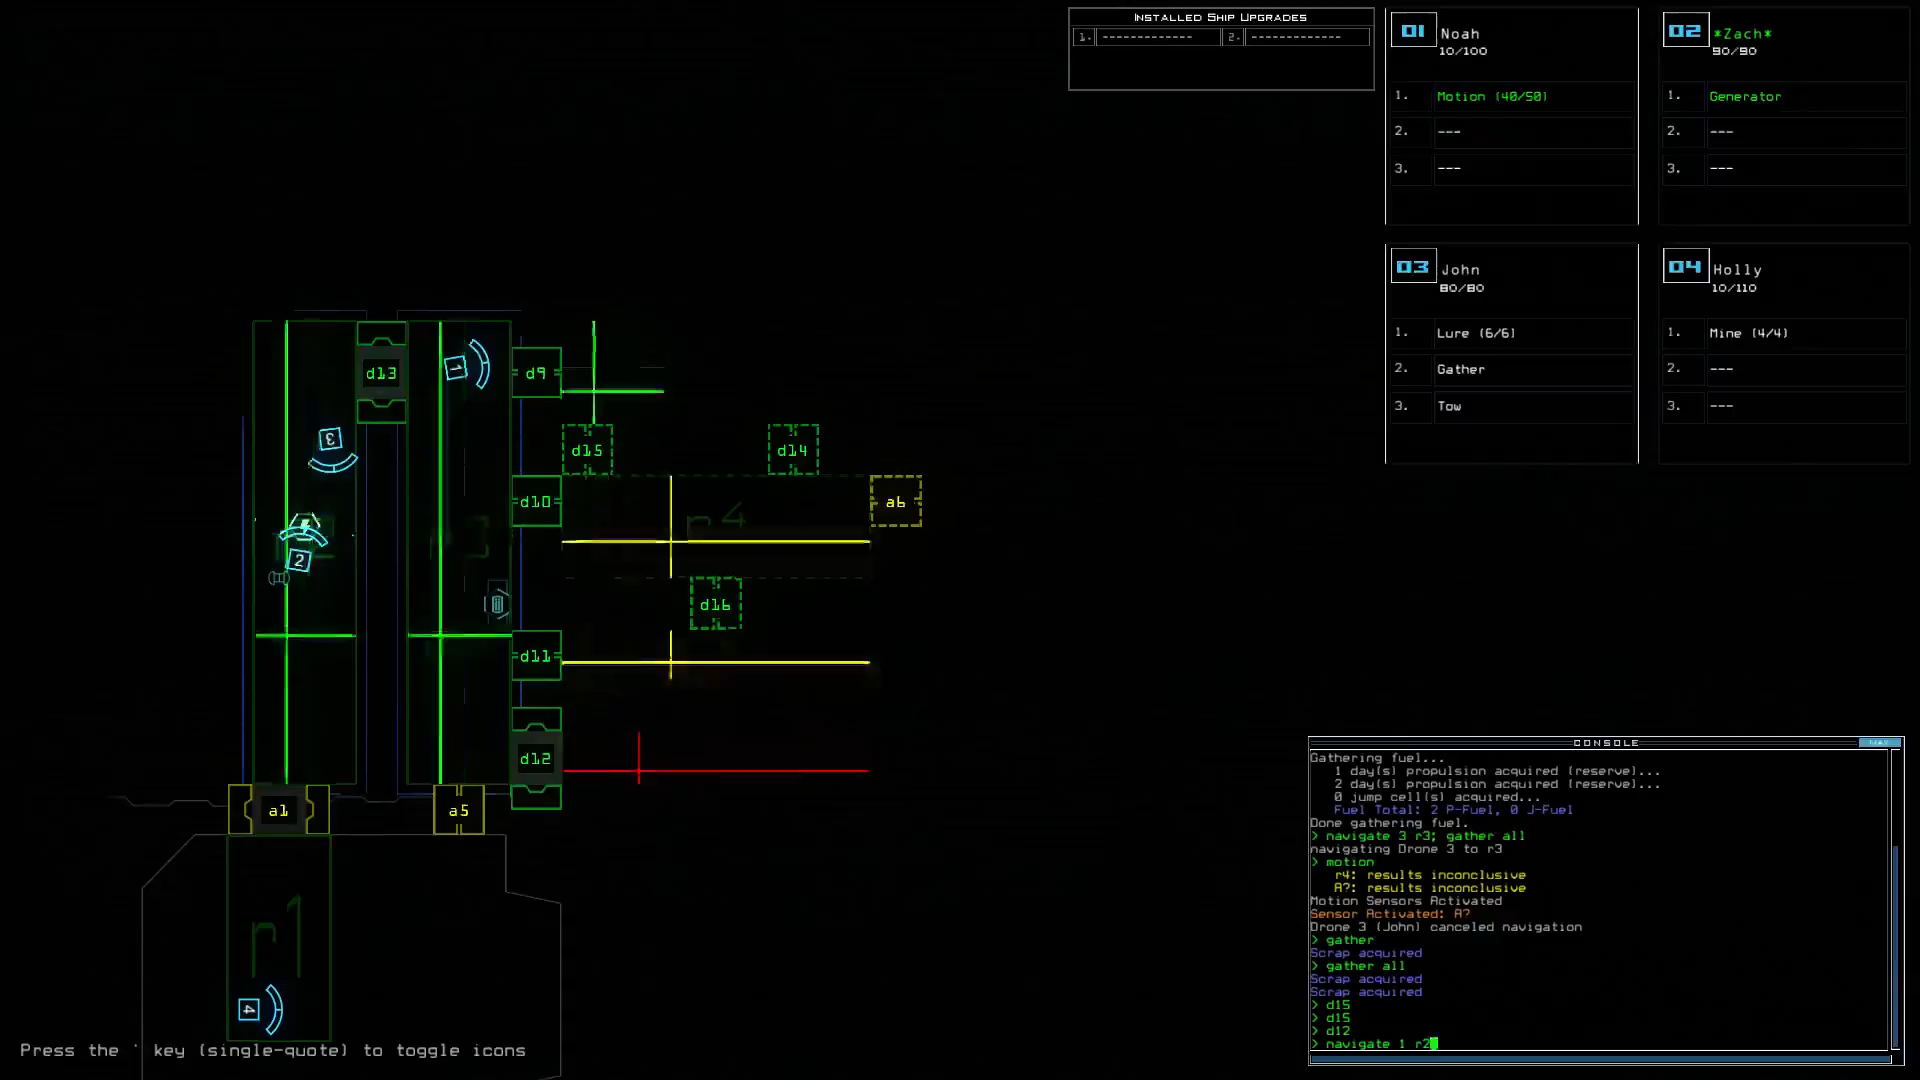 Installed Ship Upgrades
1. ------------- 2. -------------
01 Noah
10/100
1. Motion (40/50)
2. ---
3. ---
02 *Zach*
90/90
1. Generator
2. ---
3. ---
03 John
80/80
1. Lure (6/6)
2. Gather
3. Tow
04 Holly
10/110
1. Mine (4/4)
2. ---
3. ---
d13
1
d9
3
d15
d14
d10
r4
a6
2
d16
d11
d12
a1
a5
r1
4
Press the ` key (single-quote) to toggle icons
CONSOLE
Gathering fuel...
1 day(s) propulsion acquired (reserve)...
2 day(s) propulsion acquired (reserve)...
0 jump cell(s) acquired...
Fuel Total: 2 P-Fuel, 0 J-Fuel
Done gathering fuel.
> navigate 3 r3; gather all
navigating Drone 3 to r3
> motion
r4: results inconclusive
A?: results inconclusive
Motion Sensors Activated
Sensor Activated: A?
Drone 3 (John) canceled navigation
> gather
Scrap acquired
> gather all
Scrap acquired
Scrap acquired
> d15
> d15
> d12
> navigate 1 r2